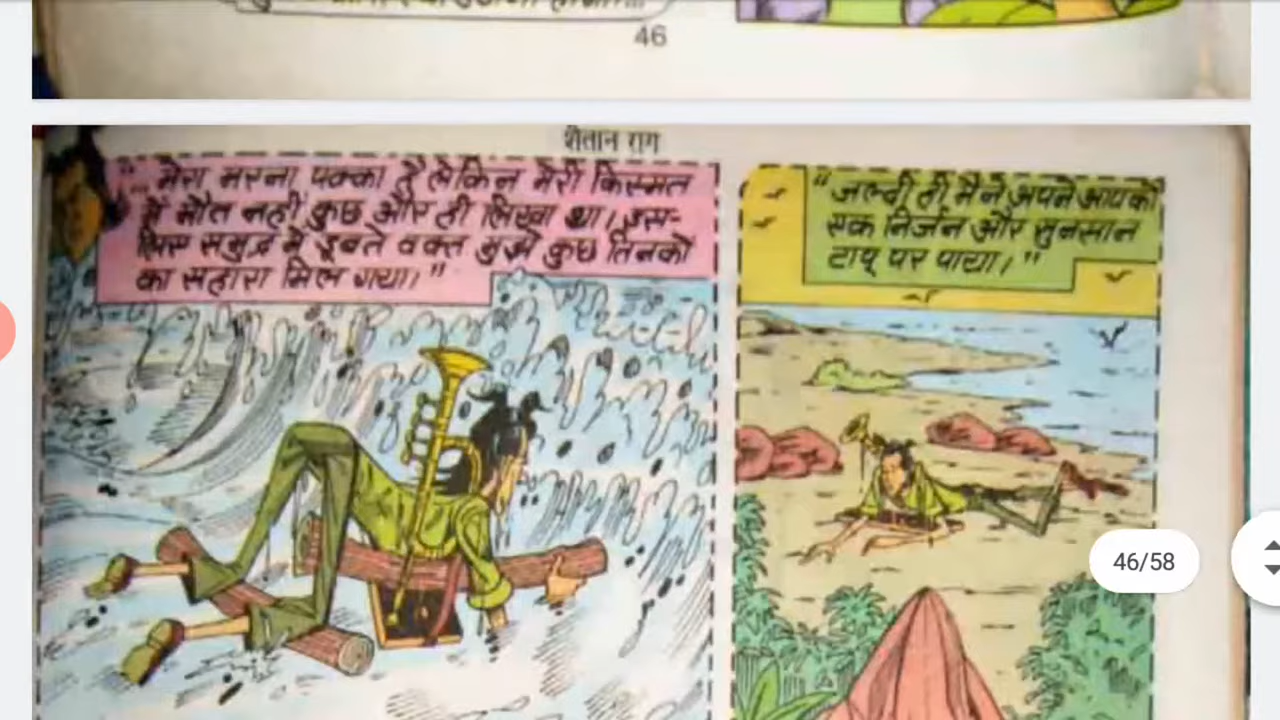 46
शैतान राग
"... मेरा मरना पक्का है लेकिन मेरी किस्मत
में मौत नहीं कुछ और ही लिखा था। इस-
लिए समुद्र में डूबते वक्त मुझे कुछ तिनकों
का सहारा मिल गया।"
"जल्दी ही मैंने अपने आपको
एक निर्जन और सुनसान
टापू पर पाया।"
46/58